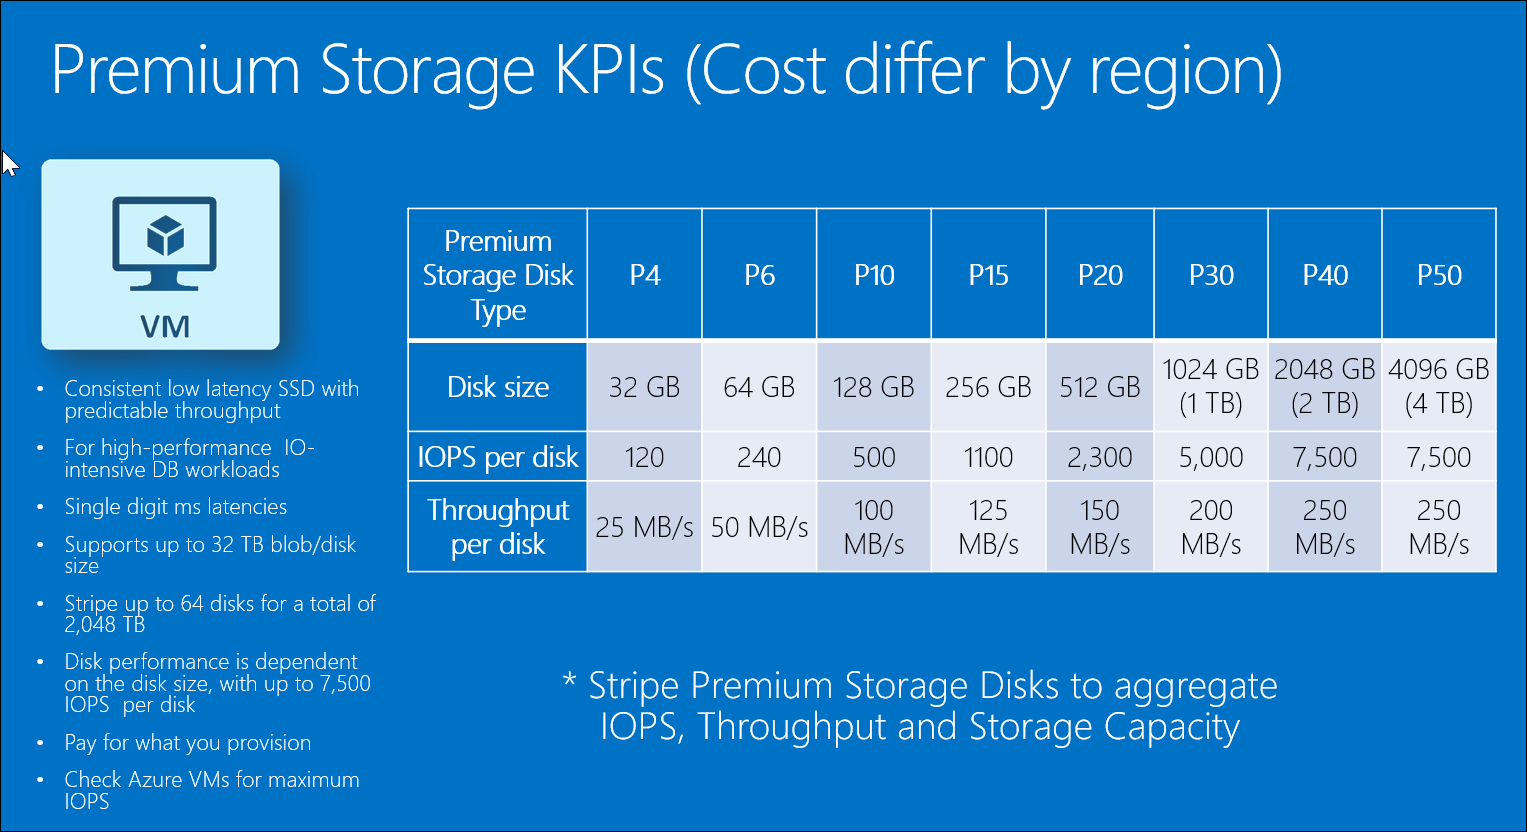 Premium Storage KPIs (Cost differ by region)
VM
• Consistent low latency SSD with
predictable throughput
• For high-performance IO-
intensive DB workloads
• Single digit ms latencies
• Supports up to 32 TB blob/disk
size
• Stripe up to 64 disks for a total of
2,048 TB
• Disk performance is dependent
on the disk size, with up to 7,500
IOPS per disk
• Pay for what you provision
• Check Azure VMs for maximum
IOPS
Premium
Storage Disk
Type
P4 P6 P10 P15 P20 P30 P40 P50
Disk size 32 GB 64 GB 128 GB 256 GB 512 GB 1024 GB 2048 GB 4096 GB
(1 TB) (2 TB) (4 TB)
IOPS per disk 120 240 500 1100 2,300 5,000 7,500 7,500
Throughput 100 125 150 200 250 250
25 MB/s 50 MB/s
per disk MB/s MB/s MB/s MB/s MB/s MB/s
* Stripe Premium Storage Disks to aggregate
IOPS, Throughput and Storage Capacity